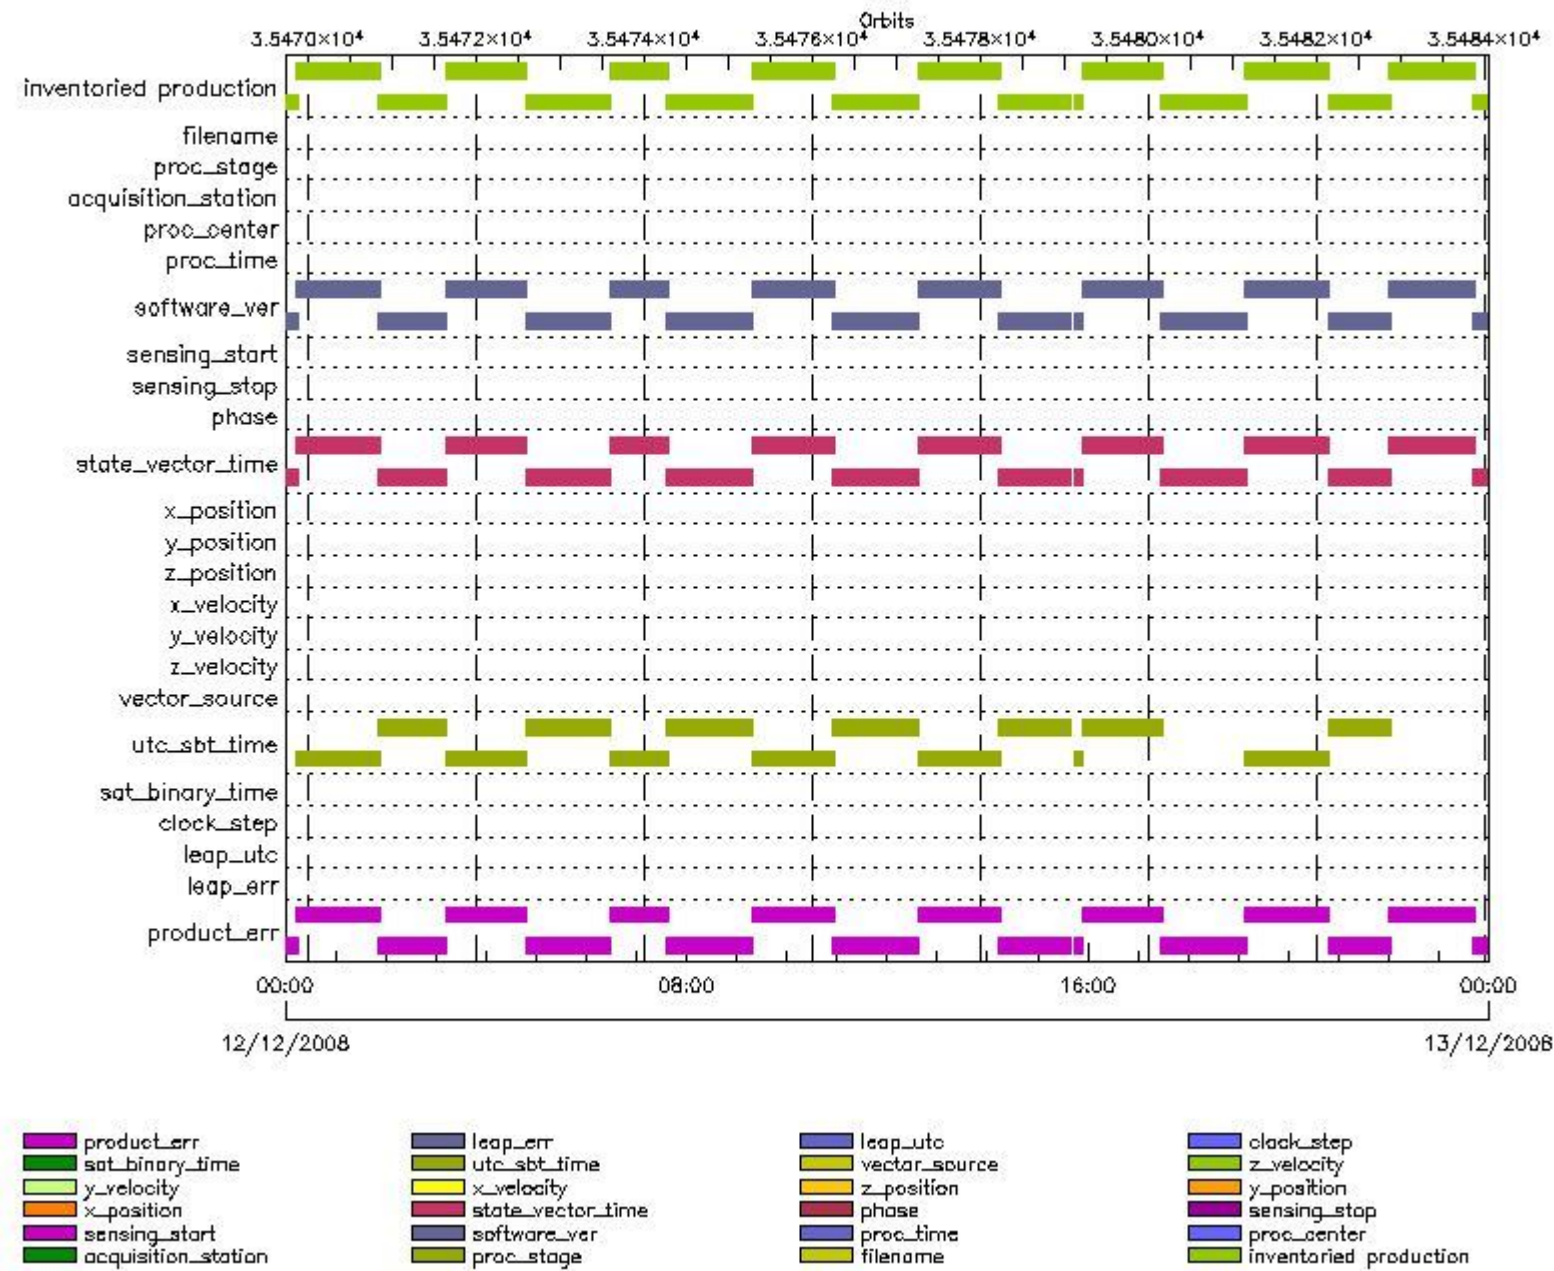 Orbits
3.5470×10⁴ 3.5472×10⁴ 3.5474×10⁴ 3.5476×10⁴ 3.5478×10⁴ 3.5480×10⁴ 3.5482×10⁴ 3.5484×10⁴
inventoried production
filename
proc_stage
acquisition_station
proc_center
proc_time
software_ver
sensing_start
sensing_stop
phase
state_vector_time
x_position
y_position
z_position
x_velocity
y_velocity
z_velocity
vector_source
utc_sbt_time
sat_binary_time
clock_step
leap_utc
leap_err
product_err
00:00 08:00 16:00 00:00
12/12/2008 13/12/2008
product_err leap_err leap_utc clock_step
sat_binary_time utc_sbt_time vector_source z_velocity
y_velocity x_velocity z_position y_position
x_position state_vector_time phase sensing_stop
sensing_start software_ver proc_time proc_center
acquisition_station proc_stage filename inventoried production